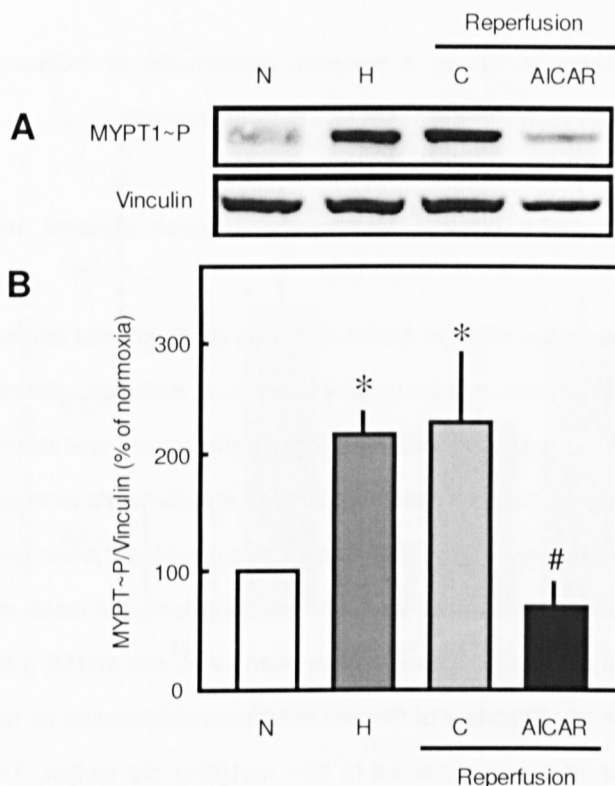 Reperfusion
N H C AICAR
A
MYPT1~P
Vinculin
B
MYPT~P/Vinculin (% of normoxia)
300
200
100
0
*
*
#
N H C AICAR
Reperfusion